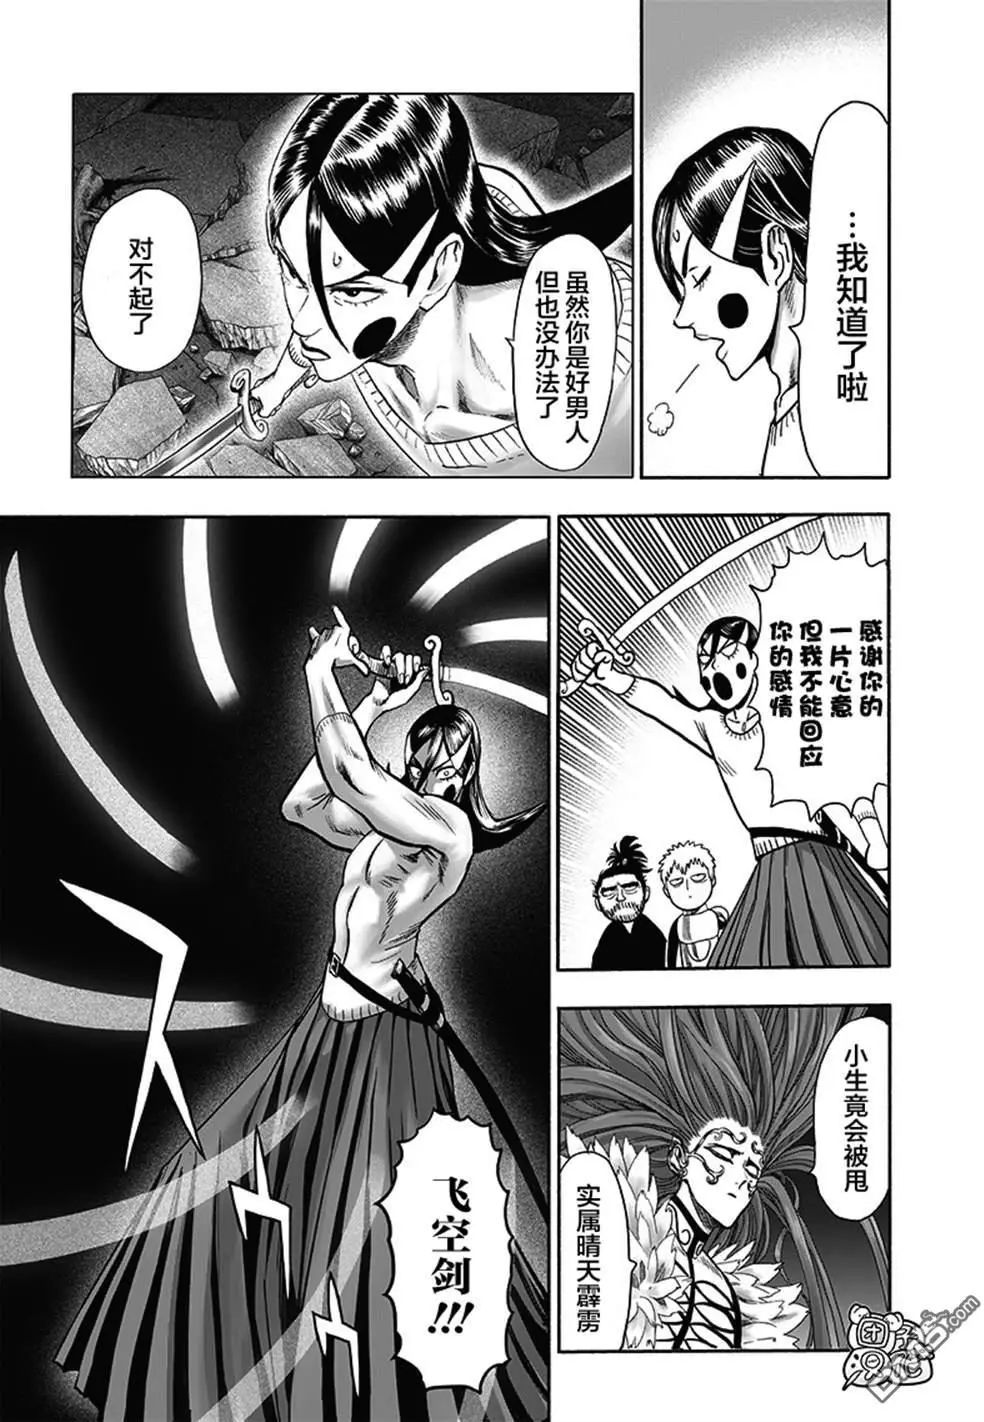 …我知道了啦
虽然你是好男人
但也没办法了
对不起了
感谢你的
一片心意
但我不能回应
你的感情
小生竟会被甩
实属晴天霹雳
飞空剑!!!